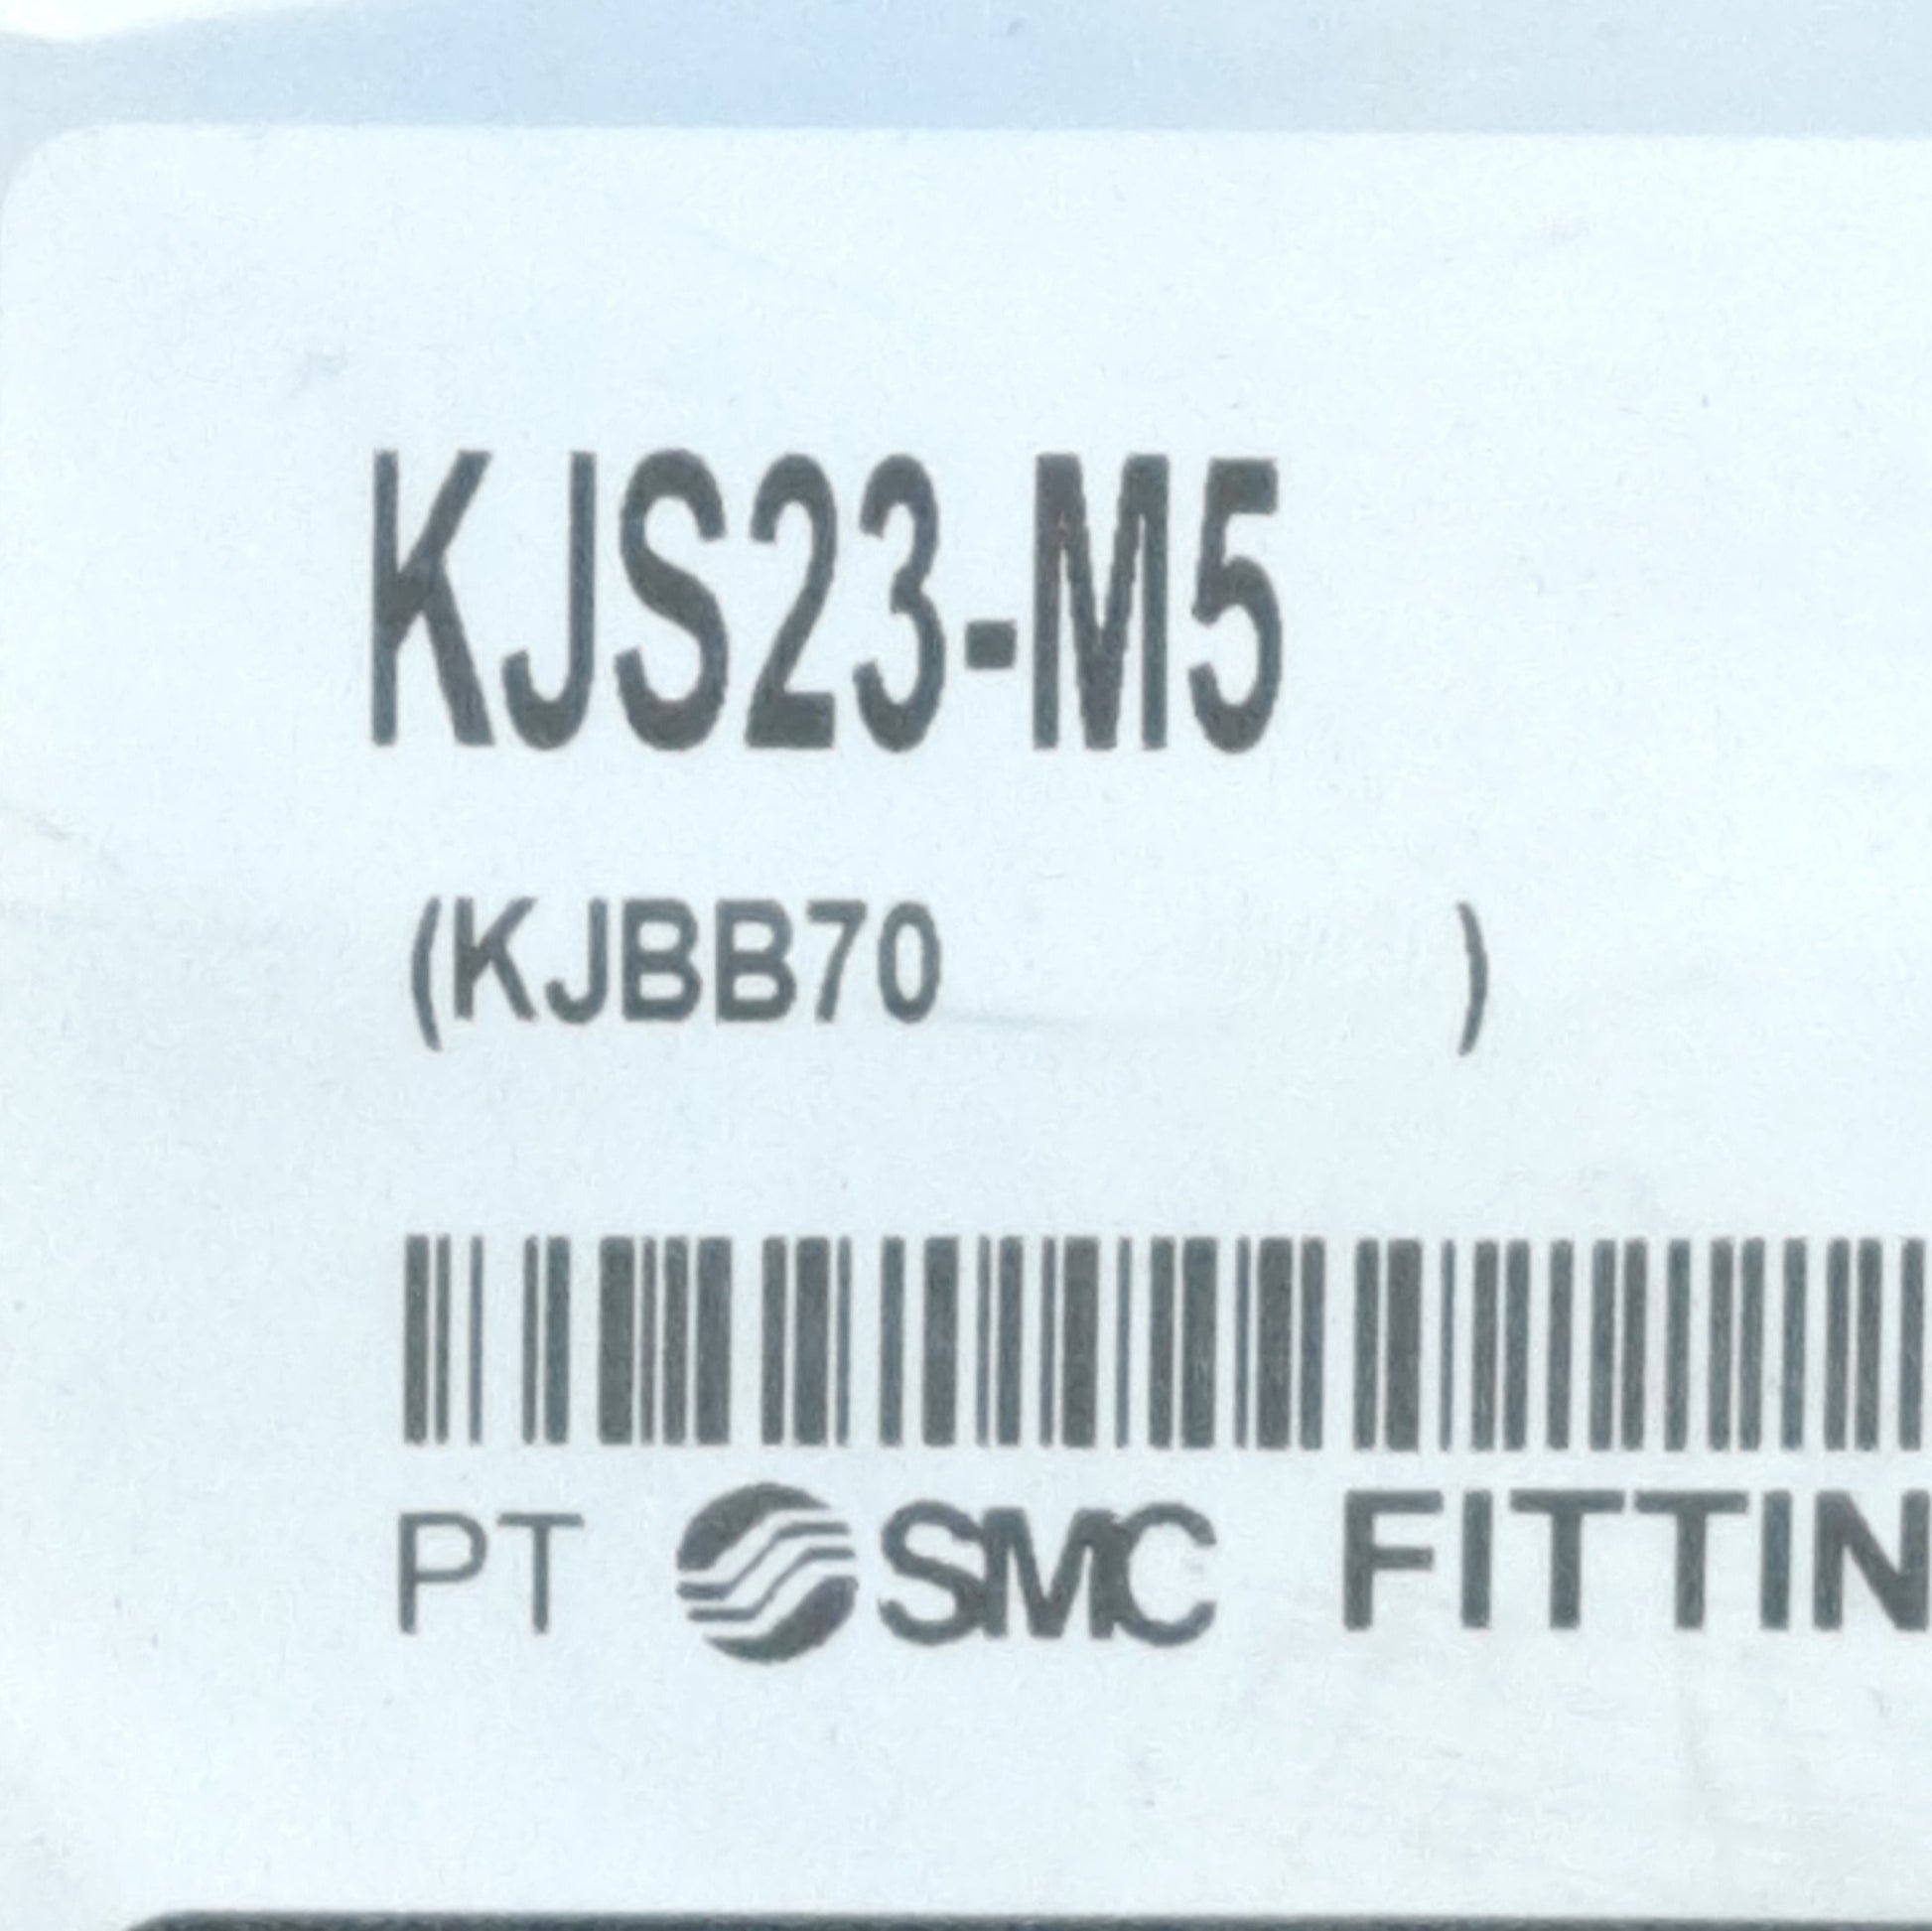 KJS23-M5
(KJBB70 )
PT SMC FITTIN